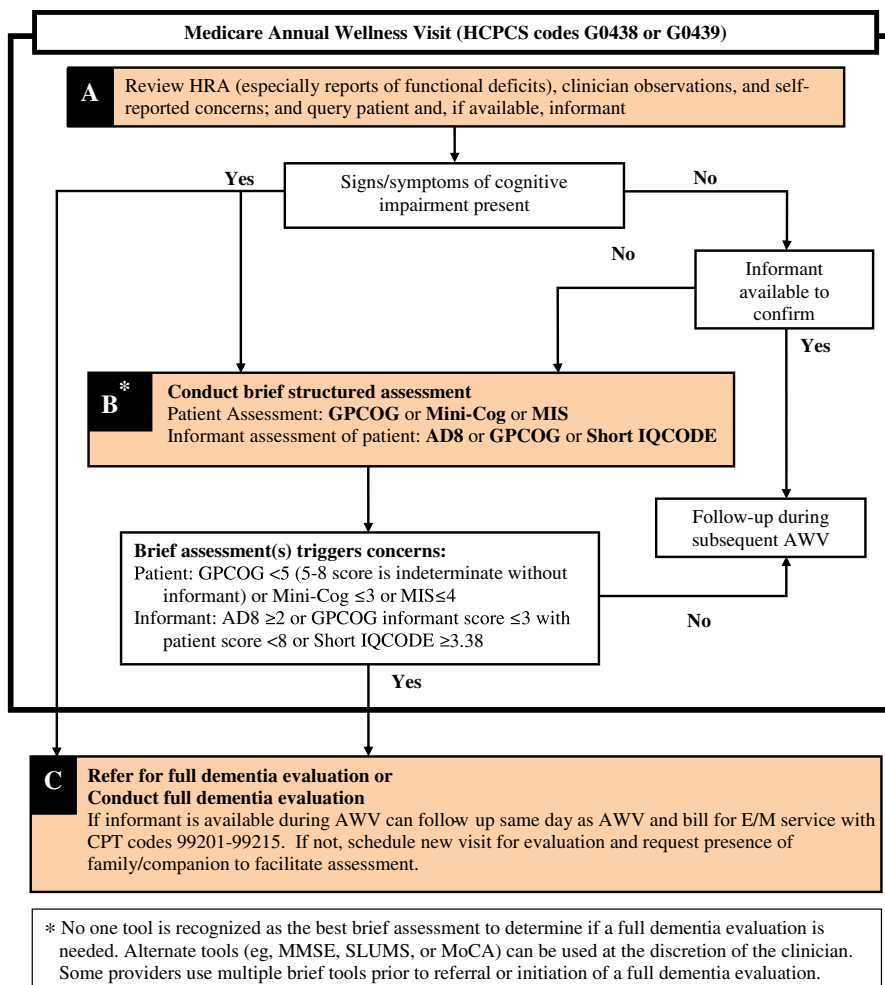 Medicare Annual Wellness Visit (HCPCS codes G0438 or G0439)
A
Review HRA (especially reports of functional deficits), clinician observations, and self-
reported concerns; and query patient and, if available, informant
Yes
Signs/symptoms of cognitive
impairment present
No
No
Informant
available to
confirm
Yes
B*
Conduct brief structured assessment
Patient Assessment: GPCOG or Mini-Cog or MIS
Informant assessment of patient: AD8 or GPCOG or Short IQCODE
Follow-up during
subsequent AWV
Brief assessment(s) triggers concerns:
Patient: GPCOG <5 (5-8 score is indeterminate without
informant) or Mini-Cog ≤3 or MIS≤4
Informant: AD8 ≥2 or GPCOG informant score ≤3 with
patient score <8 or Short IQCODE ≥3.38
No
Yes
C
Refer for full dementia evaluation or
Conduct full dementia evaluation
If informant is available during AWV can follow up same day as AWV and bill for E/M service with
CPT codes 99201-99215. If not, schedule new visit for evaluation and request presence of
family/companion to facilitate assessment.
* No one tool is recognized as the best brief assessment to determine if a full dementia evaluation is
needed. Alternate tools (eg, MMSE, SLUMS, or MoCA) can be used at the discretion of the clinician.
Some providers use multiple brief tools prior to referral or initiation of a full dementia evaluation.